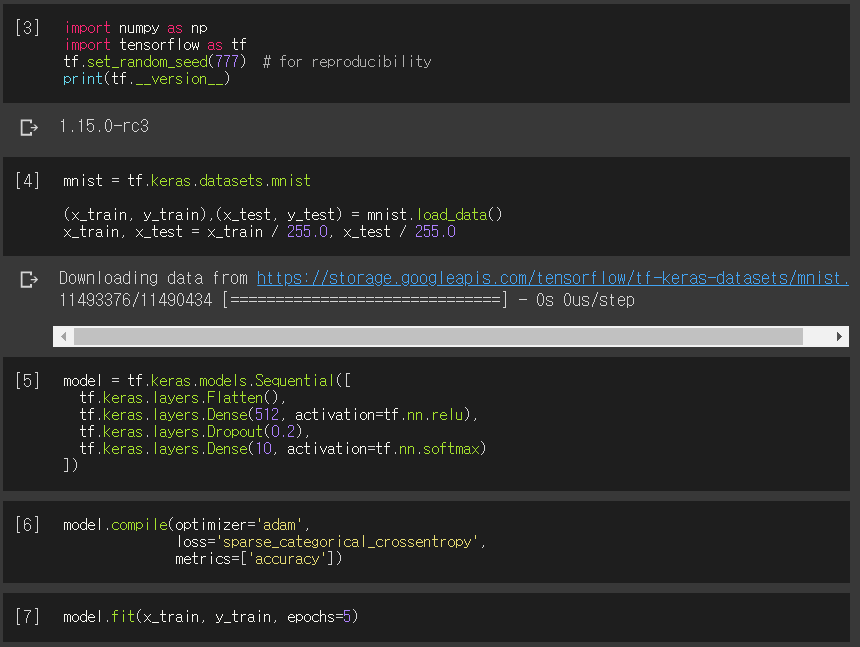 [3] import numpy as np
import tensorflow as tf
tf.set_random_seed(777)  # for reproducibility
print(tf.__version__)
1.15.0-rc3
[4] mnist = tf.keras.datasets.mnist
(x_train, y_train),(x_test, y_test) = mnist.load_data()
x_train, x_test = x_train / 255.0, x_test / 255.0
Downloading data from https://storage.googleapis.com/tensorflow/tf-keras-datasets/mnist.
11493376/11490434 [==============================] - 0s 0us/step
[5] model = tf.keras.models.Sequential([
  tf.keras.layers.Flatten(),
  tf.keras.layers.Dense(512, activation=tf.nn.relu),
  tf.keras.layers.Dropout(0.2),
  tf.keras.layers.Dense(10, activation=tf.nn.softmax)
])
[6] model.compile(optimizer='adam',
              loss='sparse_categorical_crossentropy',
              metrics=['accuracy'])
[7] model.fit(x_train, y_train, epochs=5)